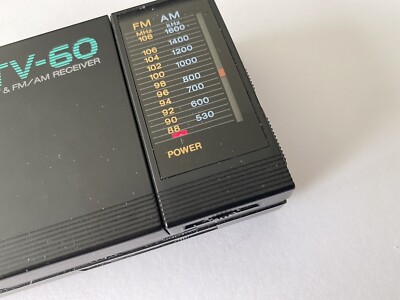 TV-60
& FM/AM RECEIVER
FM AM
MHz kHz
108 1600
106 1400
104 1200
102 1000
100
98 800
96 700
94
92 600
90 530
88
POWER